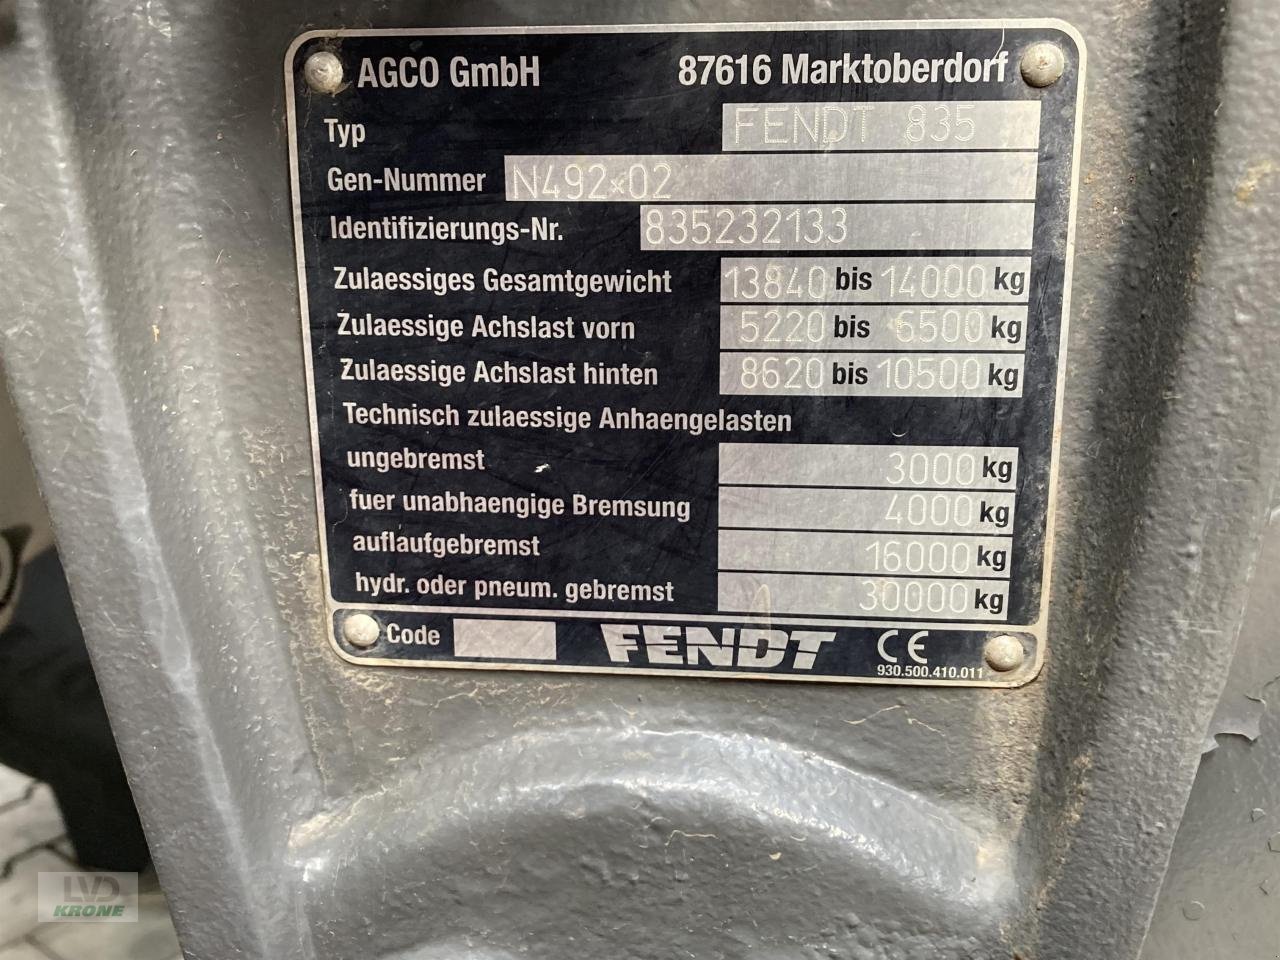 AGCO GmbH 87616 Marktoberdorf
Typ FENDT 835
Gen-Nummer N492*02
Identifizierungs-Nr. 835232133
Zulaessiges Gesamtgewicht 13840 bis 14000 kg
Zulaessige Achslast vorn 5220 bis 6500 kg
Zulaessige Achslast hinten 8620 bis 10500 kg
Technisch zulaessige Anhaengelasten
ungebremst 3000 kg
fuer unabhaengige Bremsung 4000 kg
auflaufgebremst 16000 kg
hydr. oder pneum. gebremst 30000 kg
Code FENDT CE
930.500.410.011
LVD
KRONE